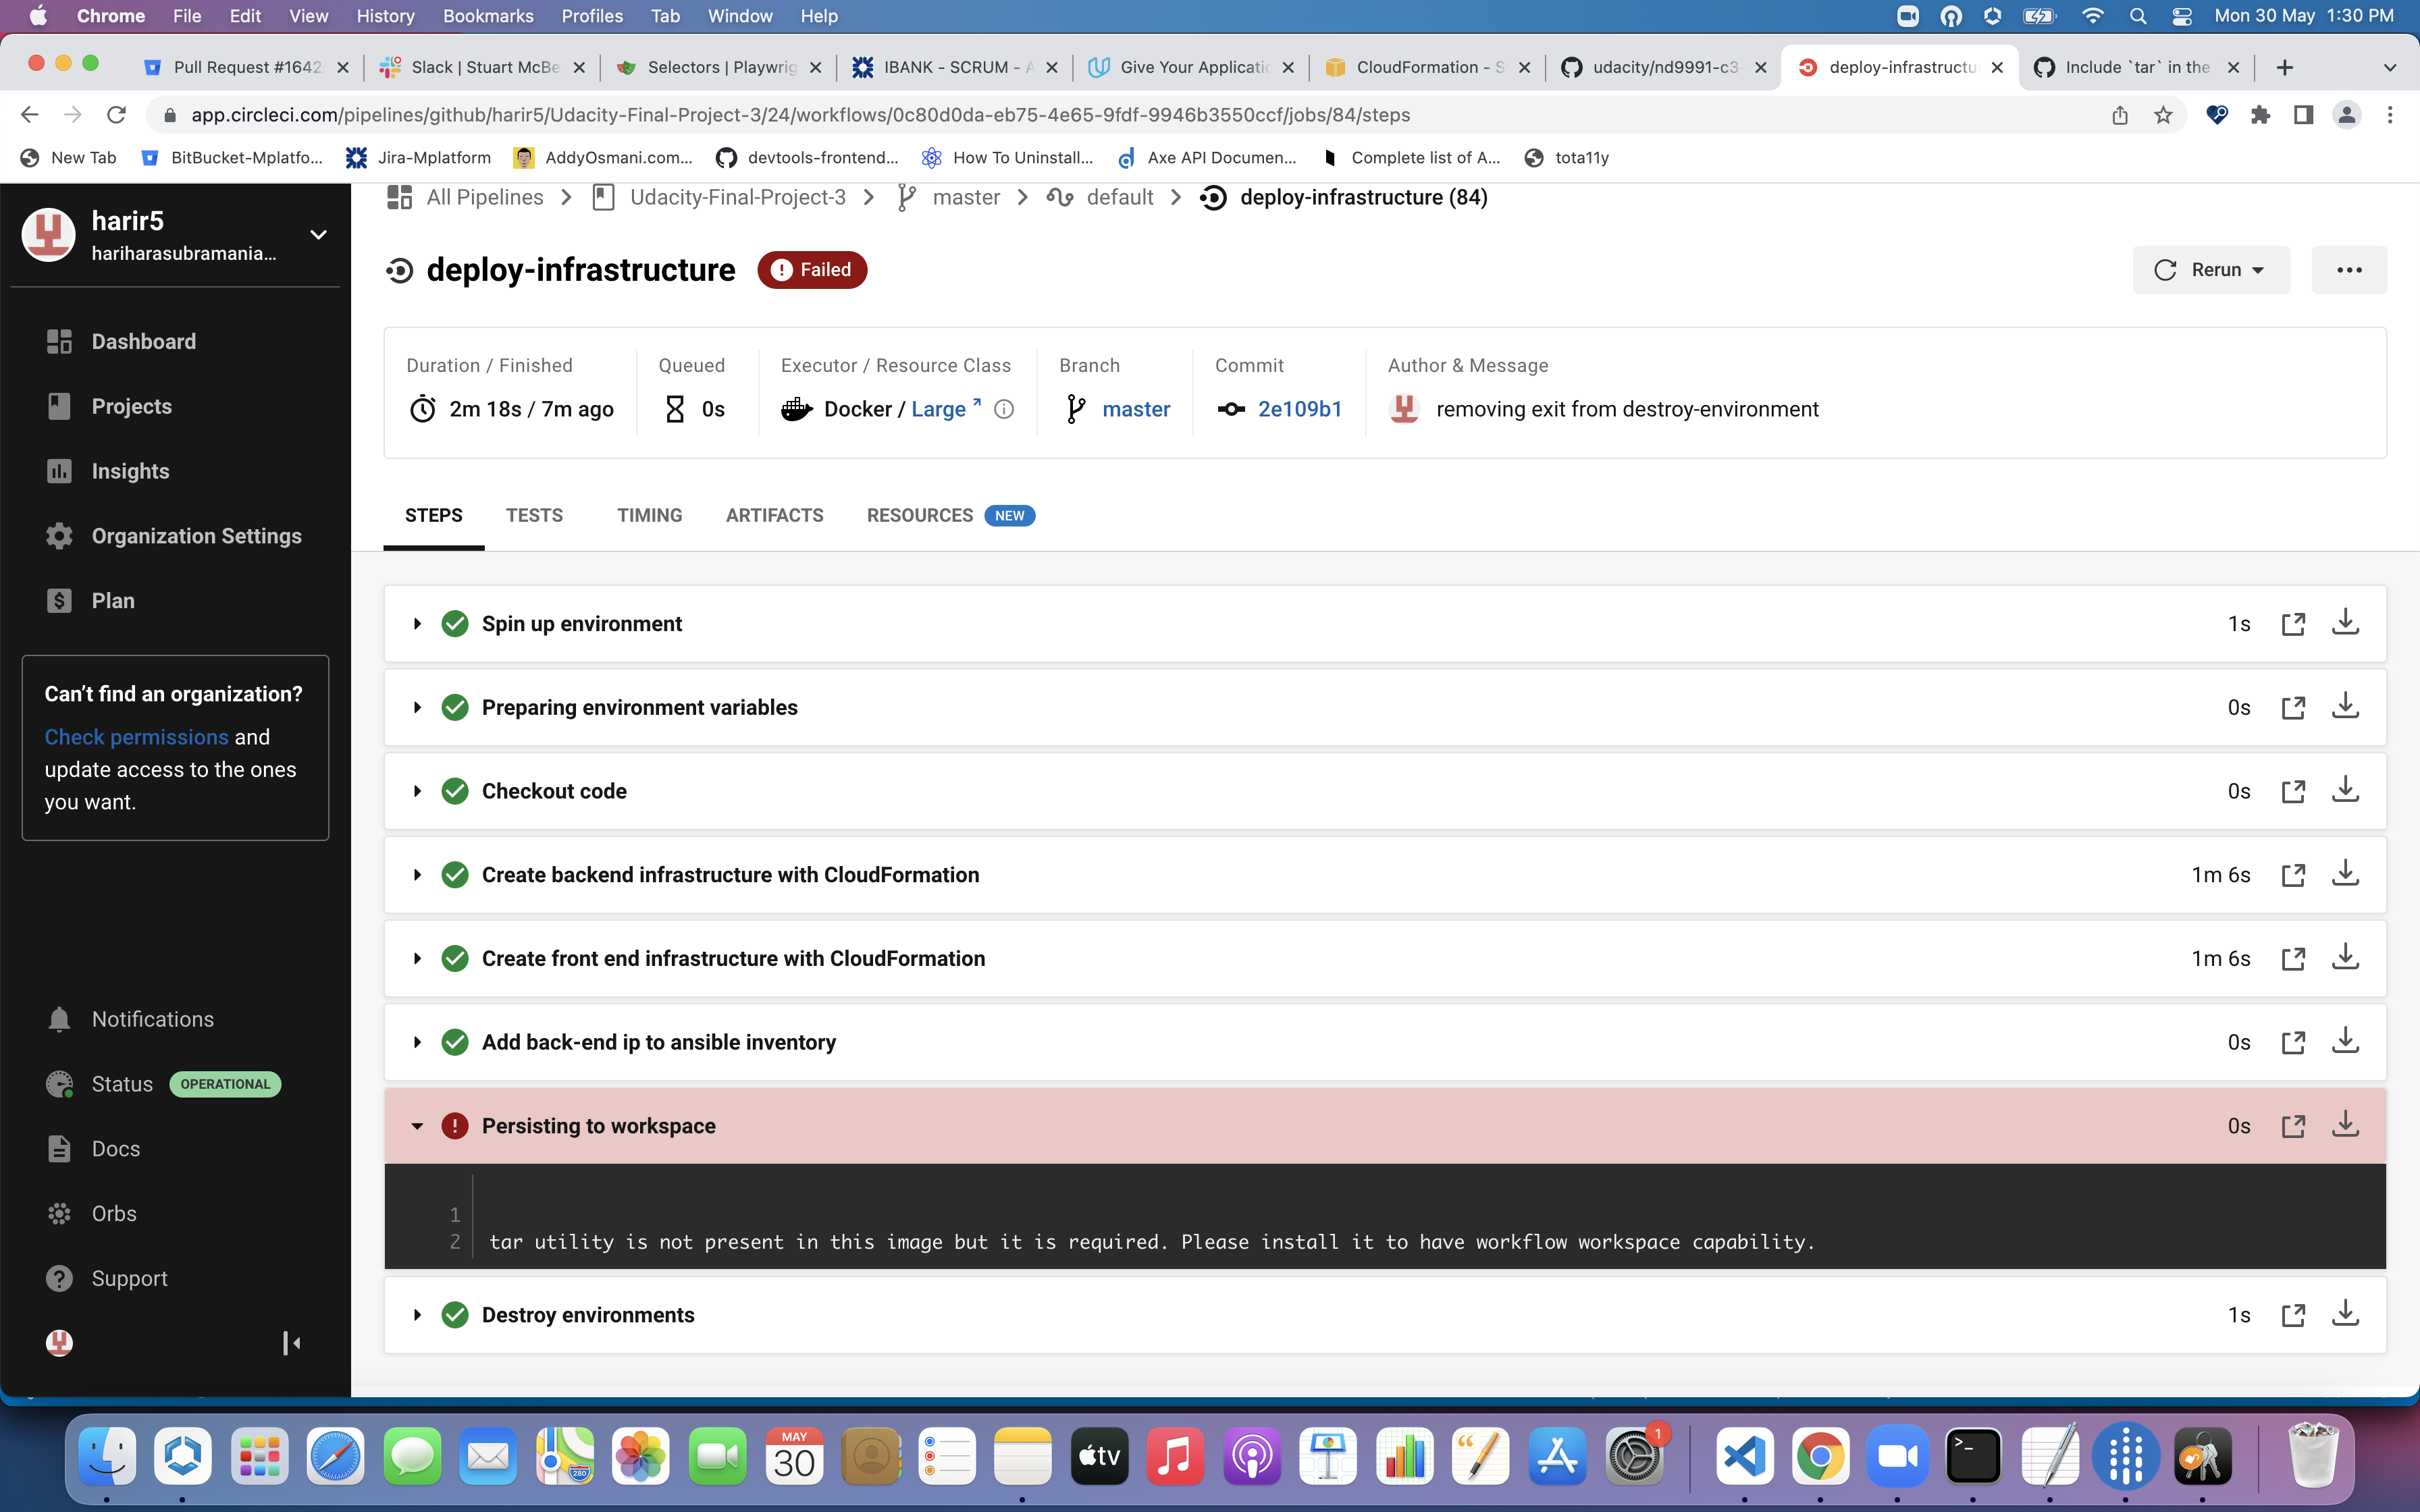 Chrome File Edit View History Bookmarks Profiles Tab Window Help Mon 30 May 1:30 PM
Pull Request #1642 Slack | Stuart McBe Selectors | Playwrig IBANK - SCRUM - A Give Your Applicatio CloudFormation - S udacity/nd9991-c3- deploy-infrastructu Include `tar` in the
app.circleci.com/pipelines/github/harir5/Udacity-Final-Project-3/24/workflows/0c80d0da-eb75-4e65-9fdf-9946b3550ccf/jobs/84/steps
New Tab BitBucket-Mplatfo... Jira-Mplatform AddyOsmani.com... devtools-frontend... How To Uninstall... Axe API Documen... Complete list of A... tota11y
harir5
hariharasubramania...
Dashboard
Projects
Insights
Organization Settings
Plan
Can't find an organization?
Check permissions and
update access to the ones
you want.
Notifications
Status OPERATIONAL
Docs
Orbs
Support
All Pipelines Udacity-Final-Project-3 master default deploy-infrastructure (84)
deploy-infrastructure Failed Rerun
Duration / Finished Queued Executor / Resource Class Branch Commit Author & Message
2m 18s / 7m ago 0s Docker / Large master 2e109b1 removing exit from destroy-environment
STEPS TESTS TIMING ARTIFACTS RESOURCES NEW
Spin up environment 1s
Preparing environment variables 0s
Checkout code 0s
Create backend infrastructure with CloudFormation 1m 6s
Create front end infrastructure with CloudFormation 1m 6s
Add back-end ip to ansible inventory 0s
Persisting to workspace 0s
1
2 tar utility is not present in this image but it is required. Please install it to have workflow workspace capability.
Destroy environments 1s
MAY
30
tv
280
1